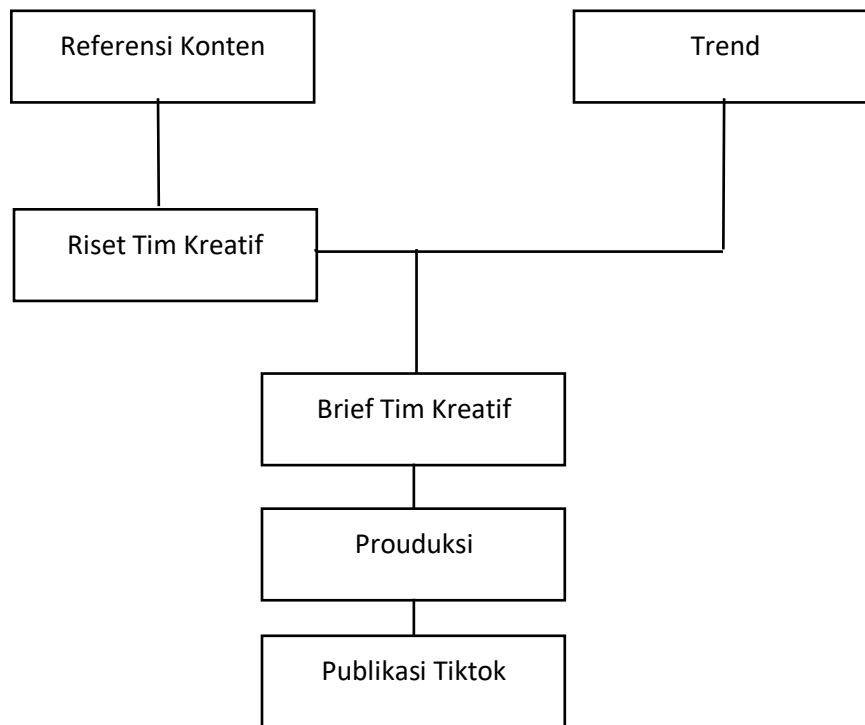 Referensi Konten
Trend
Riset Tim Kreatif
Brief Tim Kreatif
Prouduksi
Publikasi Tiktok